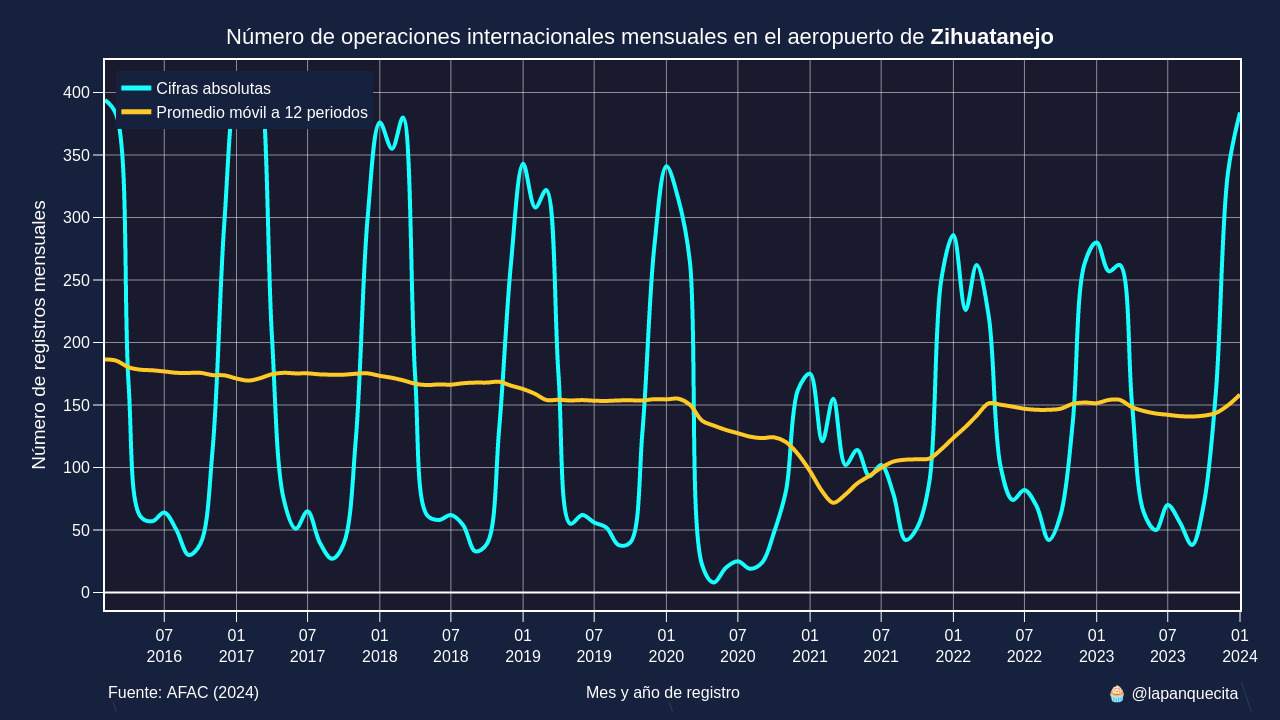 Número de operaciones internacionales mensuales en el aeropuerto de Zihuatanejo
Cifras absolutas
Promedio móvil a 12 periodos
Número de registros mensuales
400
350
300
250
200
150
100
50
0
07 01 07 01 07 01 07 01 07 01 07 01 07 01 07 01
2016 2017 2017 2018 2018 2019 2019 2020 2020 2021 2021 2022 2022 2023 2023 2024
Fuente: AFAC (2024) Mes y año de registro 🧁 @lapanquecita